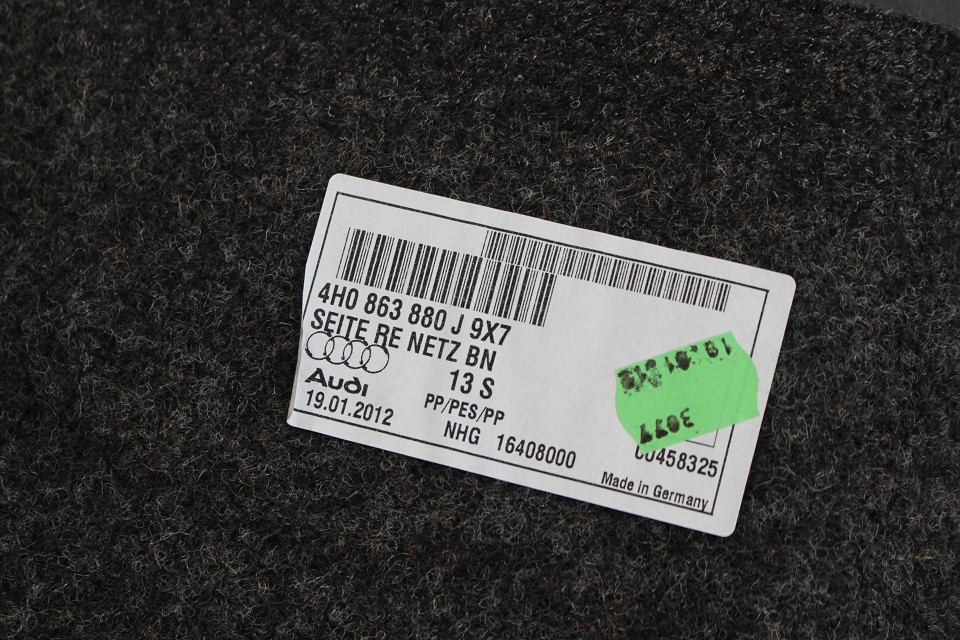 4H0 863 880 J 9X7
SEITE RE NETZ BN
13 S
Audi
PP/PES/PP
19.01.2012
NHG 16408000
00458325
Made in Germany
3677